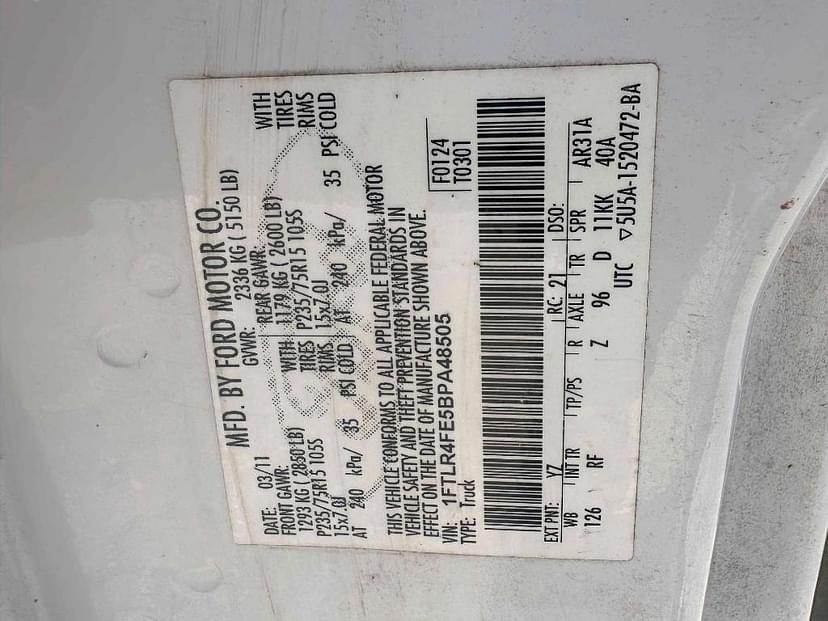 MFD. BY FORD MOTOR CO.
DATE: 03/11 GVWR: 2336 KG ( 5150 LB)
FRONT GAWR: REAR GAWR:
1293 KG ( 2850 LB) WITH 1179 KG ( 2600 LB) WITH
P235/75R15 105S TIRES P235/75R15 105S TIRES
15x7.0J RIMS 15x7.0J RIMS
AT 240 kPa/ 35 PSI COLD AT 240 kPa/ 35 PSI COLD
THIS VEHICLE CONFORMS TO ALL APPLICABLE FEDERAL MOTOR
VEHICLE SAFETY AND THEFT PREVENTION STANDARDS IN
EFFECT ON THE DATE OF MANUFACTURE SHOWN ABOVE.
VIN: 1FTLR4FE5BPA48505 F0124
TYPE: Truck T0301
EXT PNT: YZ RC: 21 DSO:
WB INT TR TP/PS R AXLE TR SPR AR31A
126 RF Z 96 D 11KK 40A
UTC ▽5U5A-1520472-BA